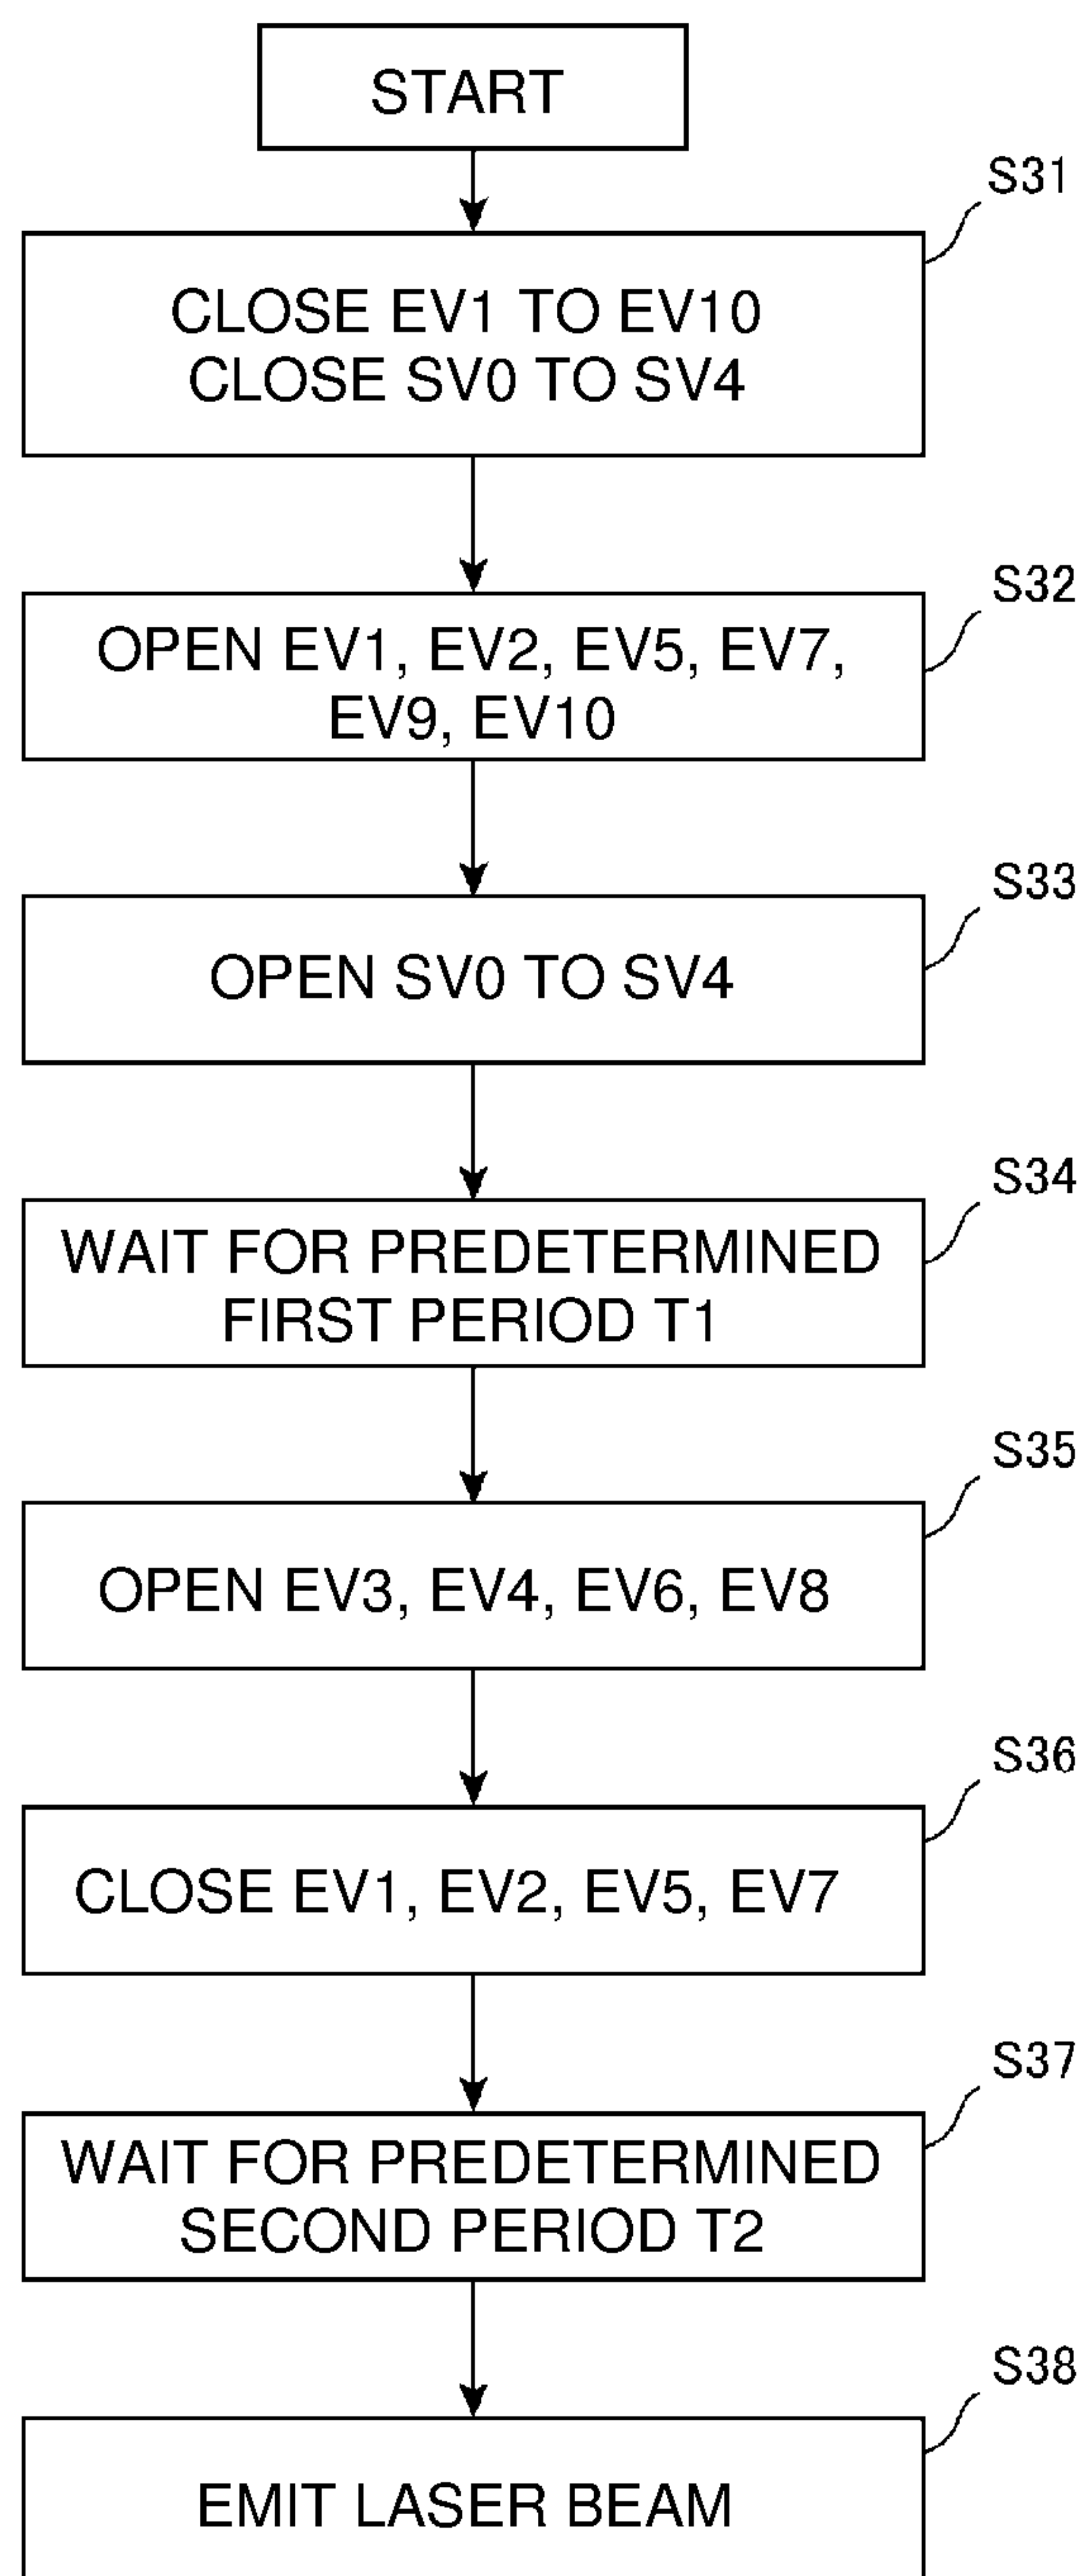 START
S31
CLOSE EV1 TO EV10
CLOSE SV0 TO SV4
S32
OPEN EV1, EV2, EV5, EV7,
EV9, EV10
S33
OPEN SV0 TO SV4
S34
WAIT FOR PREDETERMINED
FIRST PERIOD T1
S35
OPEN EV3, EV4, EV6, EV8
S36
CLOSE EV1, EV2, EV5, EV7
S37
WAIT FOR PREDETERMINED
SECOND PERIOD T2
S38
EMIT LASER BEAM